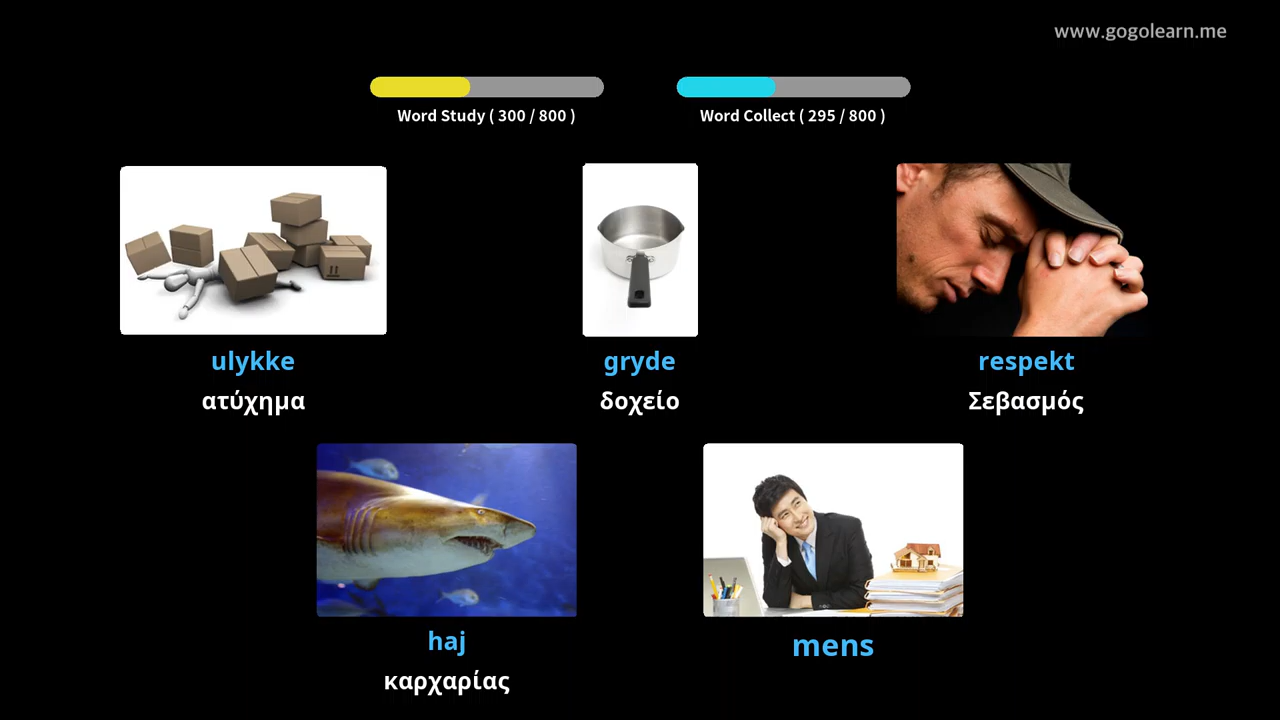 www.gogolearn.me
Word Study ( 300 / 800 )
Word Collect ( 295 / 800 )
ulykke
ατύχημα
gryde
δοχείο
respekt
Σεβασμός
haj
καρχαρίας
mens